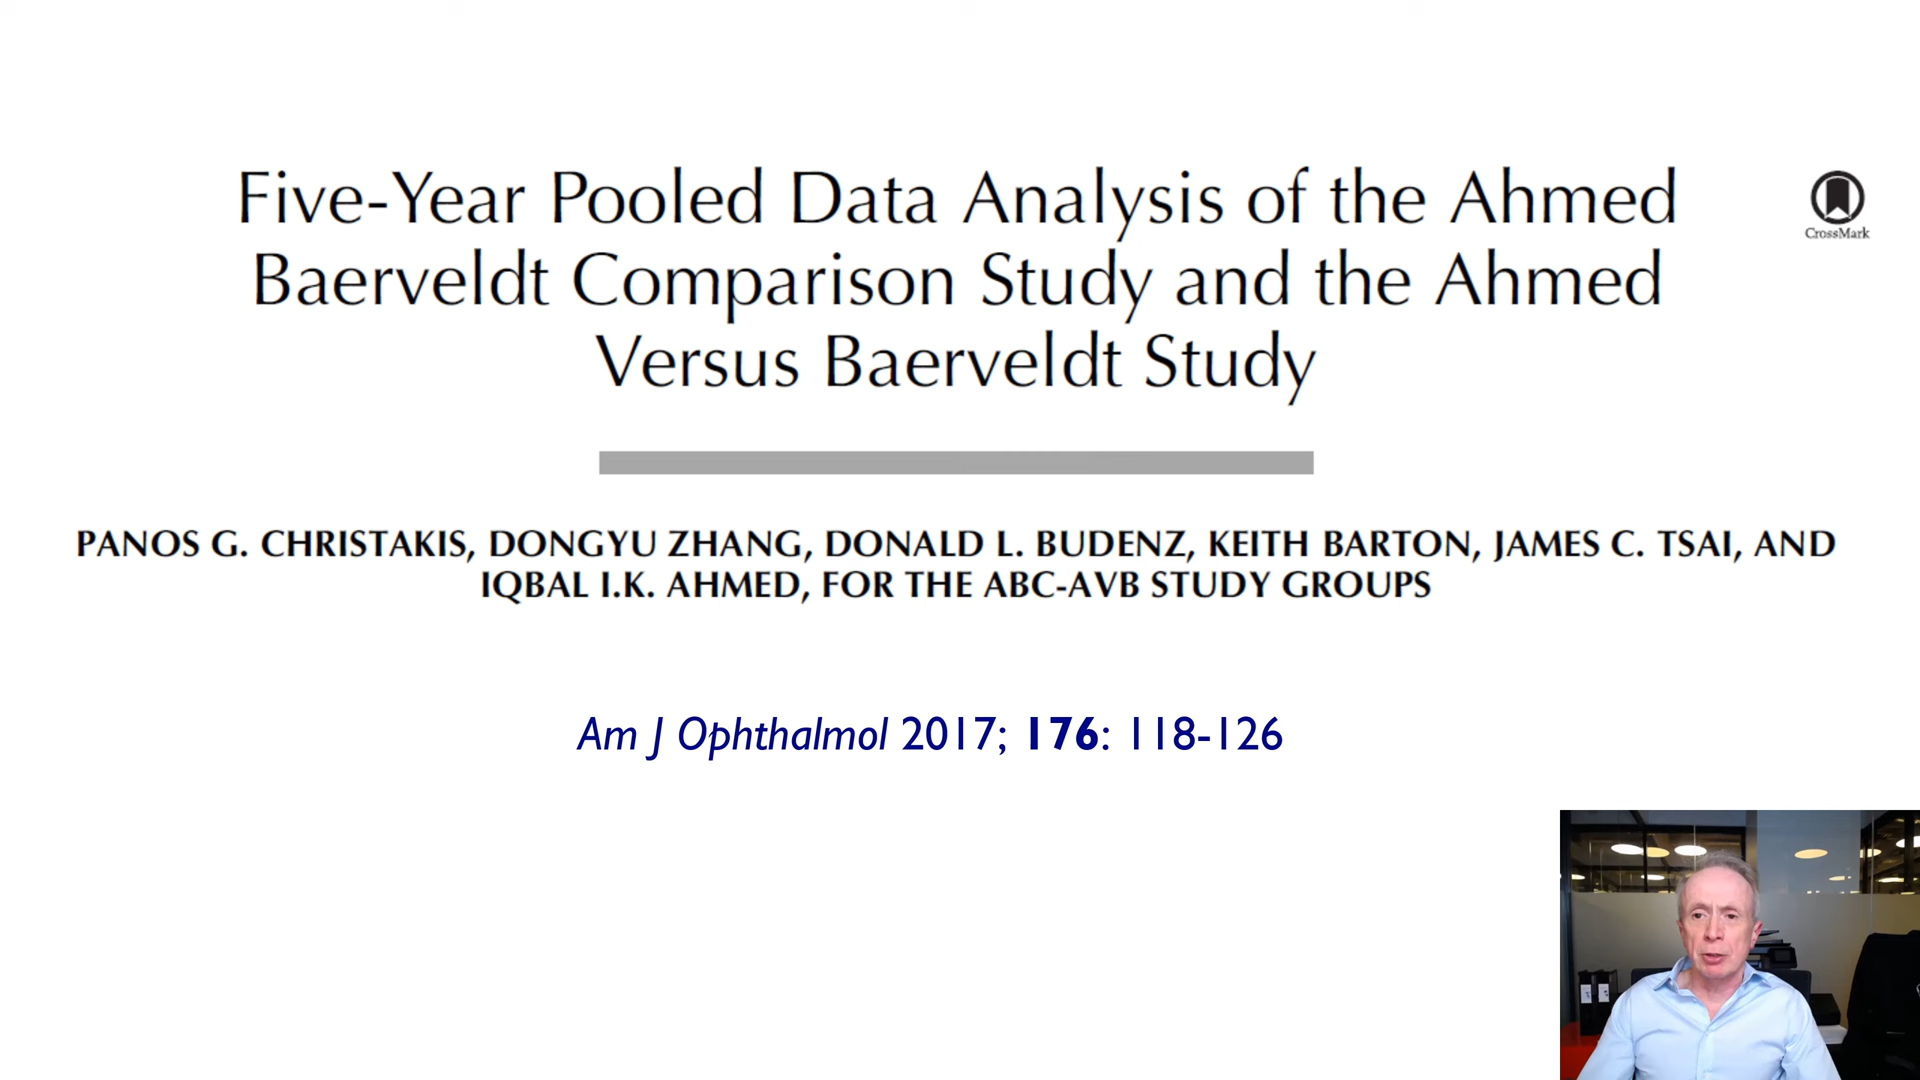 Five-Year Pooled Data Analysis of the Ahmed
Baerveldt Comparison Study and the Ahmed
Versus Baerveldt Study
CrossMark
PANOS G. CHRISTAKIS, DONGYU ZHANG, DONALD L. BUDENZ, KEITH BARTON, JAMES C. TSAI, AND
IQBAL I.K. AHMED, FOR THE ABC-AVB STUDY GROUPS
Am J Ophthalmol 2017; 176: 118-126